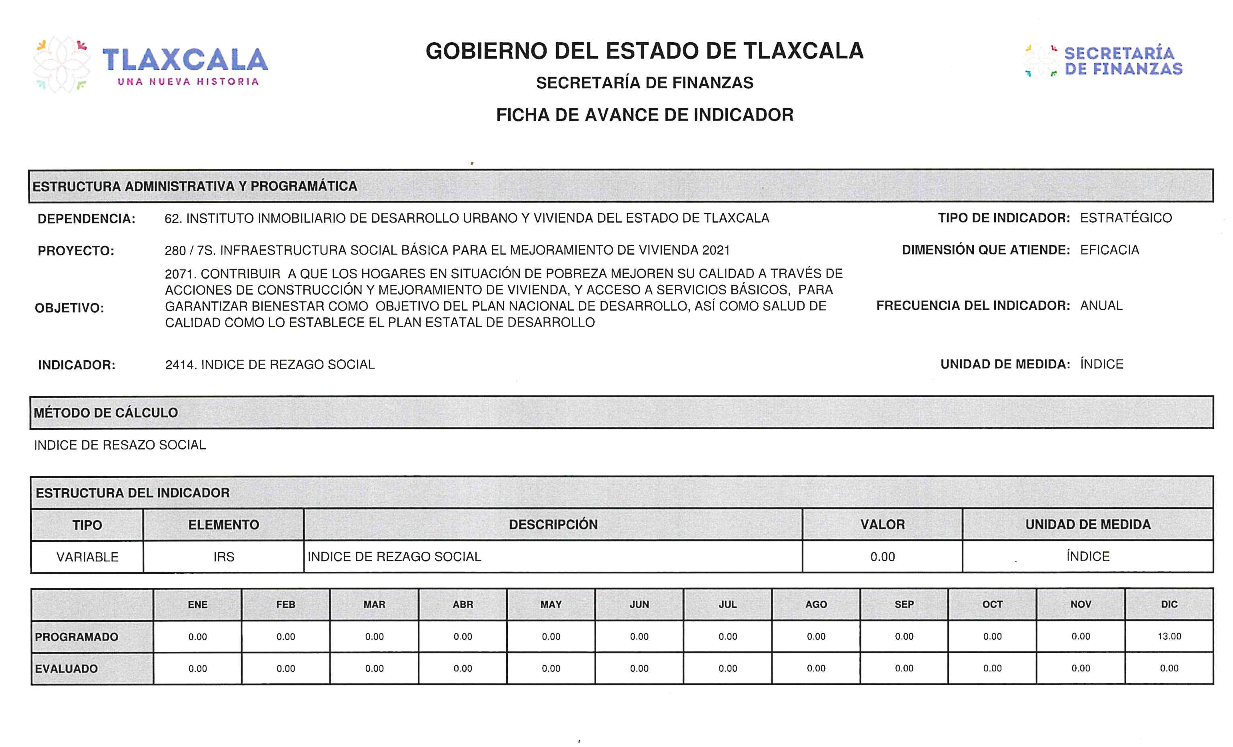 TLAXCALA
UNA NUEVA HISTORIA
GOBIERNO DEL ESTADO DE TLAXCALA
SECRETARÍA DE FINANZAS
FICHA DE AVANCE DE INDICADOR
SECRETARÍA
DE FINANZAS
ESTRUCTURA ADMINISTRATIVA Y PROGRAMÁTICA
DEPENDENCIA: 62. INSTITUTO INMOBILIARIO DE DESARROLLO URBANO Y VIVIENDA DEL ESTADO DE TLAXCALA TIPO DE INDICADOR: ESTRATÉGICO
PROYECTO: 280 / 7S. INFRAESTRUCTURA SOCIAL BÁSICA PARA EL MEJORAMIENTO DE VIVIENDA 2021 DIMENSIÓN QUE ATIENDE: EFICACIA
2071. CONTRIBUIR A QUE LOS HOGARES EN SITUACIÓN DE POBREZA MEJOREN SU CALIDAD A TRAVÉS DE
ACCIONES DE CONSTRUCCIÓN Y MEJORAMIENTO DE VIVIENDA, Y ACCESO A SERVICIOS BÁSICOS, PARA
OBJETIVO: GARANTIZAR BIENESTAR COMO OBJETIVO DEL PLAN NACIONAL DE DESARROLLO, ASÍ COMO SALUD DE FRECUENCIA DEL INDICADOR: ANUAL
CALIDAD COMO LO ESTABLECE EL PLAN ESTATAL DE DESARROLLO
INDICADOR: 2414. INDICE DE REZAGO SOCIAL UNIDAD DE MEDIDA: ÍNDICE
MÉTODO DE CÁLCULO
INDICE DE RESAZO SOCIAL
ESTRUCTURA DEL INDICADOR
TIPO ELEMENTO DESCRIPCIÓN VALOR UNIDAD DE MEDIDA
VARIABLE IRS INDICE DE REZAGO SOCIAL 0.00 ÍNDICE
ENE FEB MAR ABR MAY JUN JUL AGO SEP OCT NOV DIC
PROGRAMADO 0.00 0.00 0.00 0.00 0.00 0.00 0.00 0.00 0.00 0.00 0.00 13.00
EVALUADO 0.00 0.00 0.00 0.00 0.00 0.00 0.00 0.00 0.00 0.00 0.00 0.00